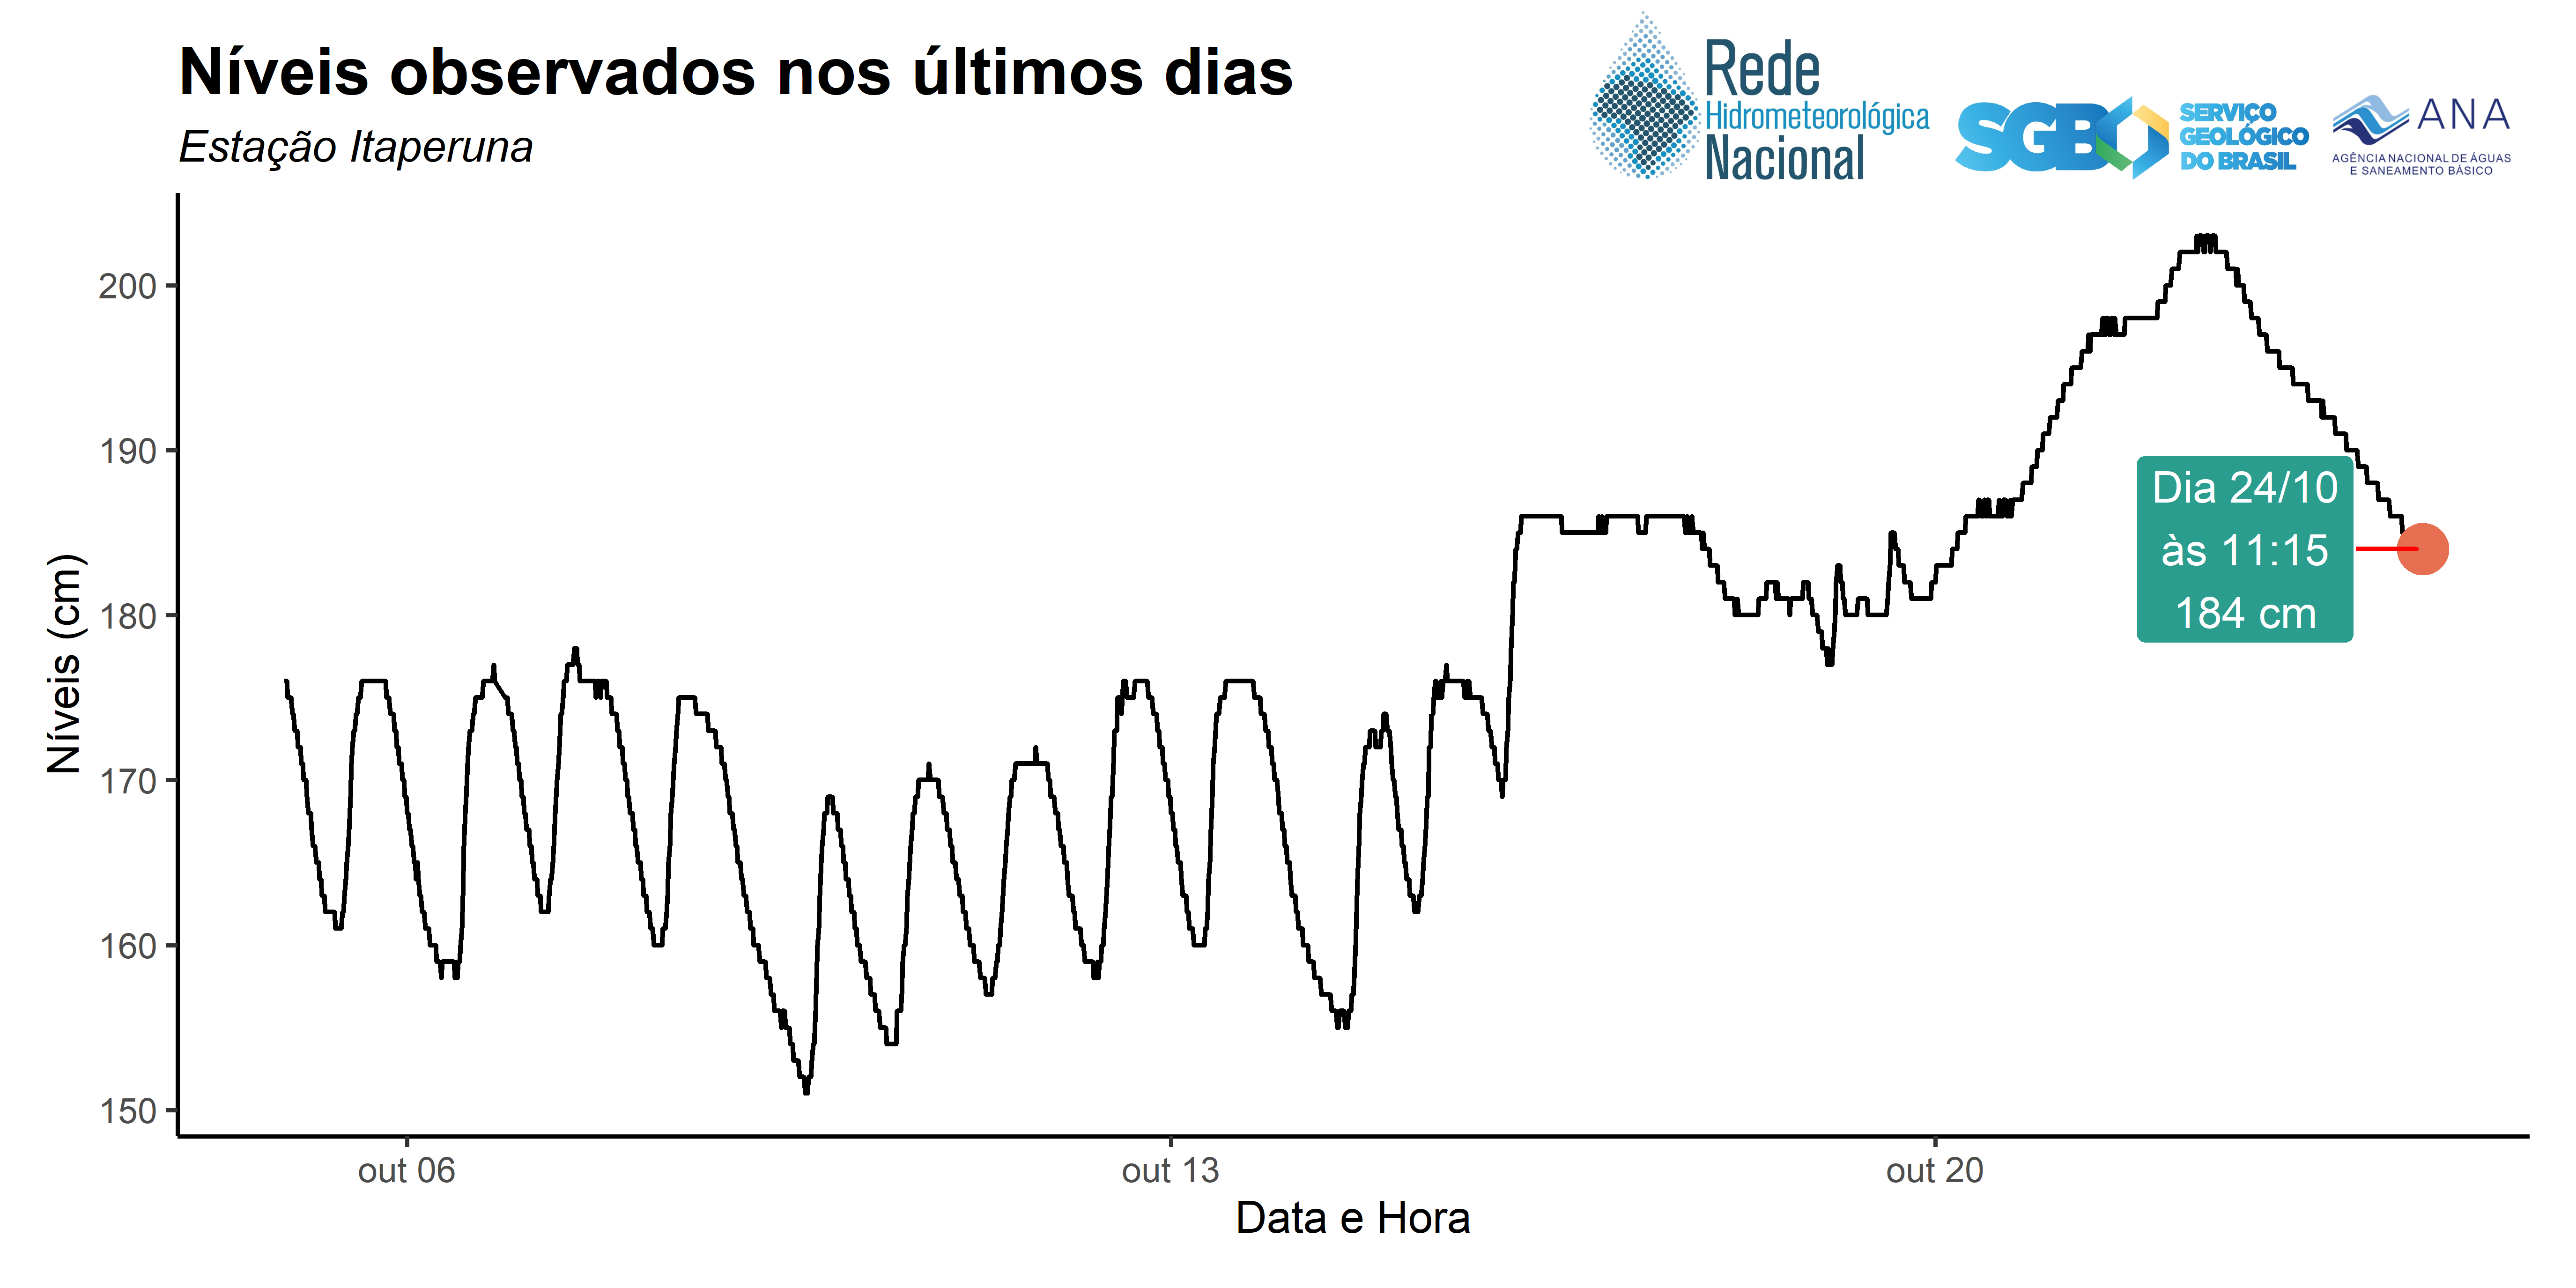 Níveis observados nos últimos dias
Estação Itaperuna
Rede
Hidrometeorológica
Nacional
SGB
SERVIÇO
GEOLÓGICO
DO BRASIL
ANA
AGÊNCIA NACIONAL DE ÁGUAS
E SANEAMENTO BÁSICO
Níveis (cm)
200
190
180
170
160
150
Dia 24/10
às 11:15
184 cm
out 06
out 13
out 20
Data e Hora